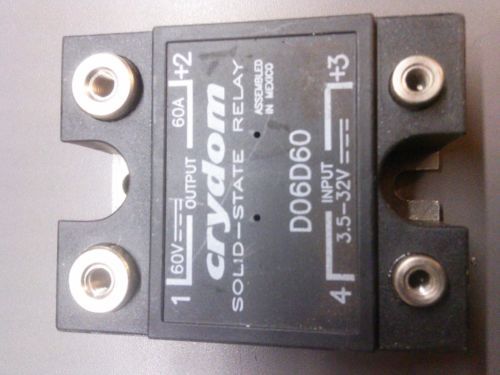 1 60V⎓ 60A +2
OUTPUT
crydom
SOLID-STATE RELAY
ASSEMBLED
IN MEXICO
D06D60
INPUT
4 3.5-32V⎓ +3